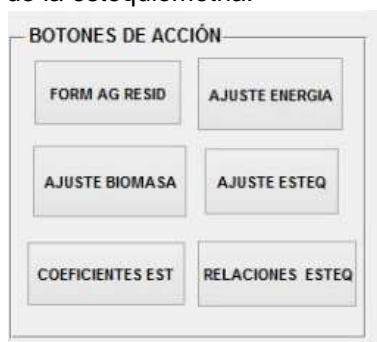 BOTONES DE ACCIÓN
FORM AG RESID
AJUSTE ENERGIA
AJUSTE BIOMASA
AJUSTE ESTEQ
COEFICIENTES EST
RELACIONES ESTEQ